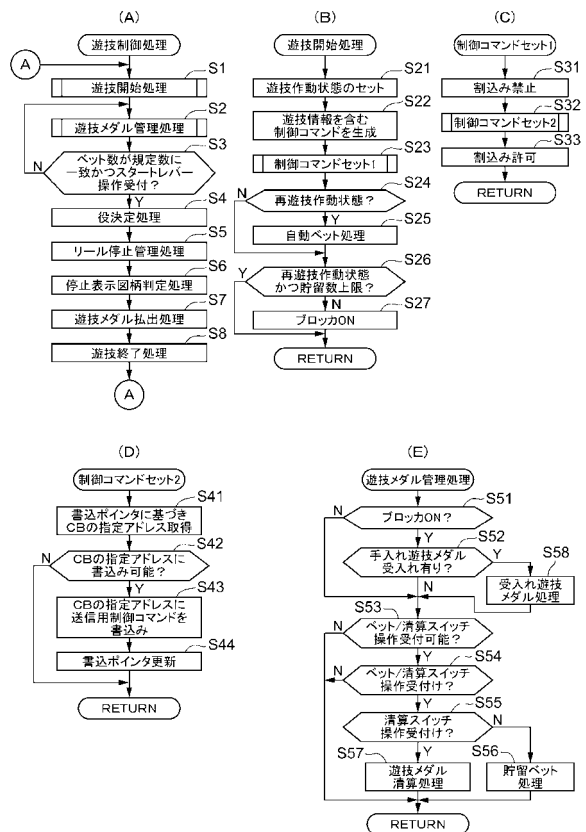 (A)
遊技制御処理
A
S1
遊技開始処理
S2
遊技メダル管理処理
S3
N
ベット数が規定数に
一致かつスタートレバー
操作受付？
Y
S4
役決定処理
S5
リール停止管理処理
S6
停止表示図柄判定処理
S7
遊技メダル払出処理
S8
遊技終了処理
A
(B)
遊技開始処理
S21
遊技作動状態のセット
S22
遊技情報を含む
制御コマンドを生成
S23
制御コマンドセット1
S24
N
再遊技作動状態？
Y
S25
自動ベット処理
S26
Y
再遊技作動状態
かつ貯留数上限？
N
S27
ブロッカON
RETURN
(C)
制御コマンドセット1
S31
割込み禁止
S32
制御コマンドセット2
S33
割込み許可
RETURN
(D)
制御コマンドセット2
S41
書込ポインタに基づき
CBの指定アドレス取得
S42
N
CBの指定アドレスに
書込み可能？
Y
S43
CBの指定アドレスに
送信用制御コマンドを
書込み
S44
書込ポインタ更新
RETURN
(E)
遊技メダル管理処理
S51
N
ブロッカON？
Y
S52
手入れ遊技メダル
受入れ有り？
Y
S58
受入れ遊技
メダル処理
N
S53
N
ベット/清算スイッチ
操作受付可能？
Y
S54
N
ベット/清算スイッチ
操作受付け？
Y
S55
清算スイッチ
操作受付け？
N
Y
S57
遊技メダル
清算処理
S56
貯留ベット
処理
RETURN